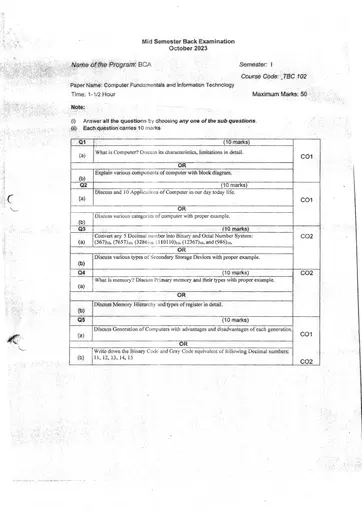 Mid Semester Back Examination
October 2023
Name of the Program: BCA Semester: I
Course Code: TBC 102
Paper Name: Computer Fundamentals and Information Technology
Time: 1-1/2 Hour Maximum Marks: 50
Note:
(i) Answer all the questions by choosing any one of the sub questions.
(ii) Each question carries 10 marks
Q1 (10 marks)
(a) What is Computer? Discuss its characteristics, limitations in detail. CO1
OR
(b) Explain various components of computer with block diagram.
Q2 (10 marks)
(a) Discuss and 10 Applications of Computer in our day today life. CO1
OR
(b) Discuss various categories of computer with proper example.
Q3 (10 marks)
(a) Convert any 5 Decimal number into Binary and Octal Number System: CO2
(567)₁₀, (7657)₁₀, (12367)₁₀, and (986)₁₀.
OR
(b) Discuss various types of Secondary Storage Devices with proper example.
Q4 (10 marks) CO2
(a) What is memory? Discuss Primary memory and their types with proper example.
OR
(b) Discuss Memory Hierarchy and types of register in detail.
Q5 (10 marks)
(a) Discuss Generation of Computers with advantages and disadvantages of each generation. CO1
OR
(b) Write down the Binary Code and Gray Code equivalent of following Decimal numbers:
11, 12, 13, 14, 15 CO2